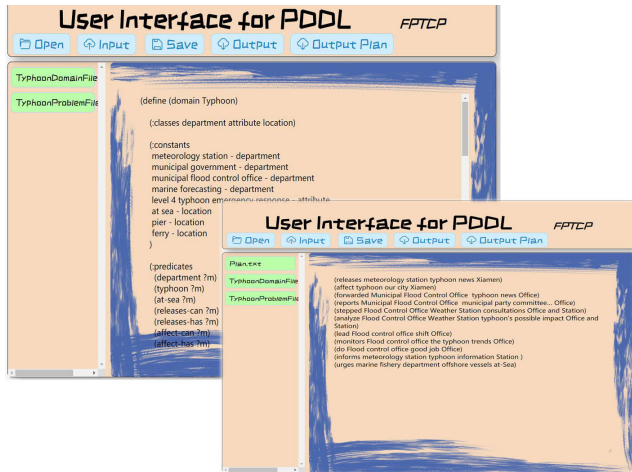 User Interface for PDDL
FPTCP
Open Input Save Output Output Plan
TyphoonDomainFile
TyphoonProblemFile
(define (domain Typhoon)
(:classes department attribute location)
(:constants
meteorology station - department
municipal government - department
municipal flood control office - department
marine forecasting - department
level 4 typhoon emergency response - attribute
at sea - location
pier - location
ferry - location
)
(:predicates
(department ?m)
(typhoon ?m)
(at-sea ?m)
(releases-can ?m)
(releases-has ?m)
(affect-can ?m)
(affect-has ?m)
User Interface for PDDL
FPTCP
Open Input Save Output Output Plan
Plan.txt
TyphoonDomainFile
TyphoonProblemFile
(releases meteorology station typhoon news Xiamen)
(affect typhoon our city Xiamen)
(forwarded Municipal Flood Control Office  typhoon news Office)
(reports Municipal Flood Control Office  municipal party committee... Office)
(stepped Flood Control Office Weather Station consultations Office and Station)
(analyze Flood Control Office Weather Station typhoon's possible impact Office and
Station)
(lead Flood control office shift Office)
(monitors Flood control office the typhoon trends Office)
(do Flood control office good job Office)
(informs meteorology station typhoon information Station )
(urges marine fishery department offshore vessels at-Sea)